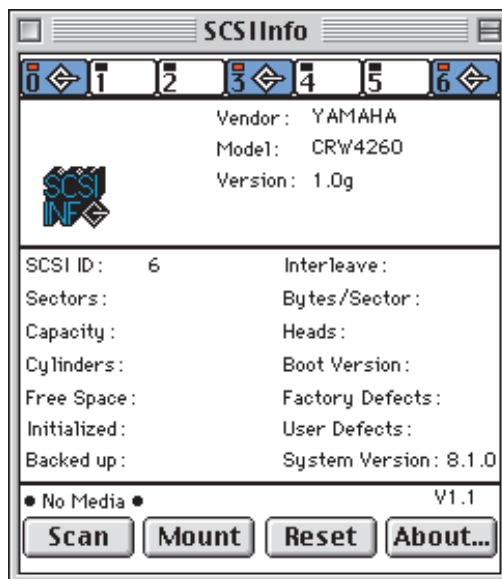 SCSIInfo
0 1 2 3 4 5 6
Vendor: YAMAHA
Model: CRW4260
Version: 1.0g
SCSI
INFO
SCSI ID: 6 Interleave:
Sectors: Bytes/Sector:
Capacity: Heads:
Cylinders: Boot Version:
Free Space: Factory Defects:
Initialized: User Defects:
Backed up: System Version: 8.1.0
• No Media • V1.1
Scan Mount Reset About...